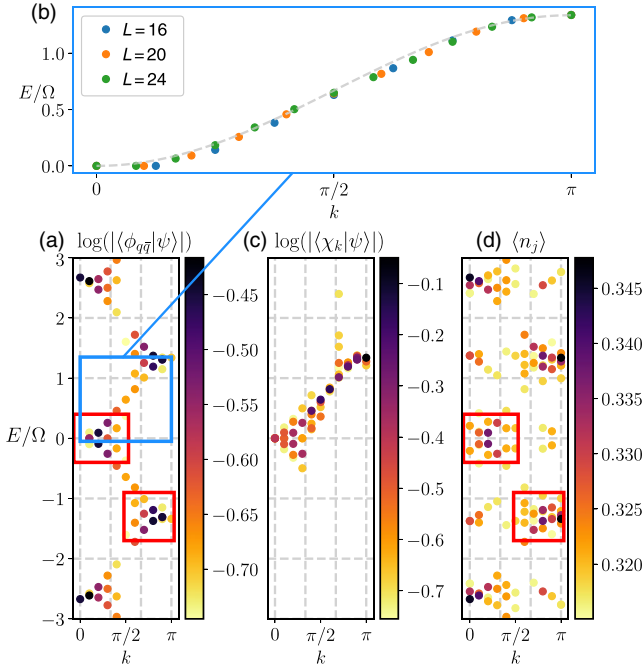 (b)
L = 16
L = 20
L = 24
E/Ω
1.0
0.5
0.0
0
π/2
π
k
(a) log(|⟨ϕ_{qq̄}|ψ⟩|)
(c) log(|⟨χ_k|ψ⟩|)
(d) ⟨n_j⟩
3
2
1
E/Ω
0
−1
−2
−3
0
π/2
π
k
−0.45
−0.50
−0.55
−0.60
−0.65
−0.70
0
π/2
π
k
−0.1
−0.2
−0.3
−0.4
−0.5
−0.6
−0.7
0
π/2
π
k
0.345
0.340
0.335
0.330
0.325
0.320